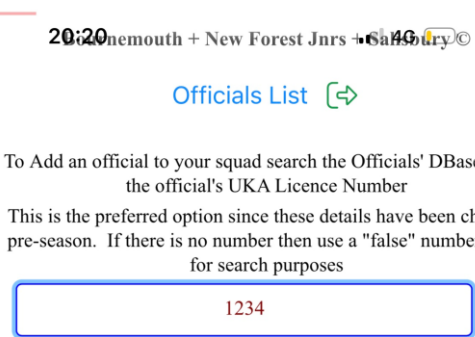 20:20 4G
Bournemouth + New Forest Jnrs + Salisbury ©
Officials List
To Add an official to your squad search the Officials' DBas
the official's UKA Licence Number
This is the preferred option since these details have been ch
pre-season. If there is no number then use a "false" numbe
for search purposes
1234